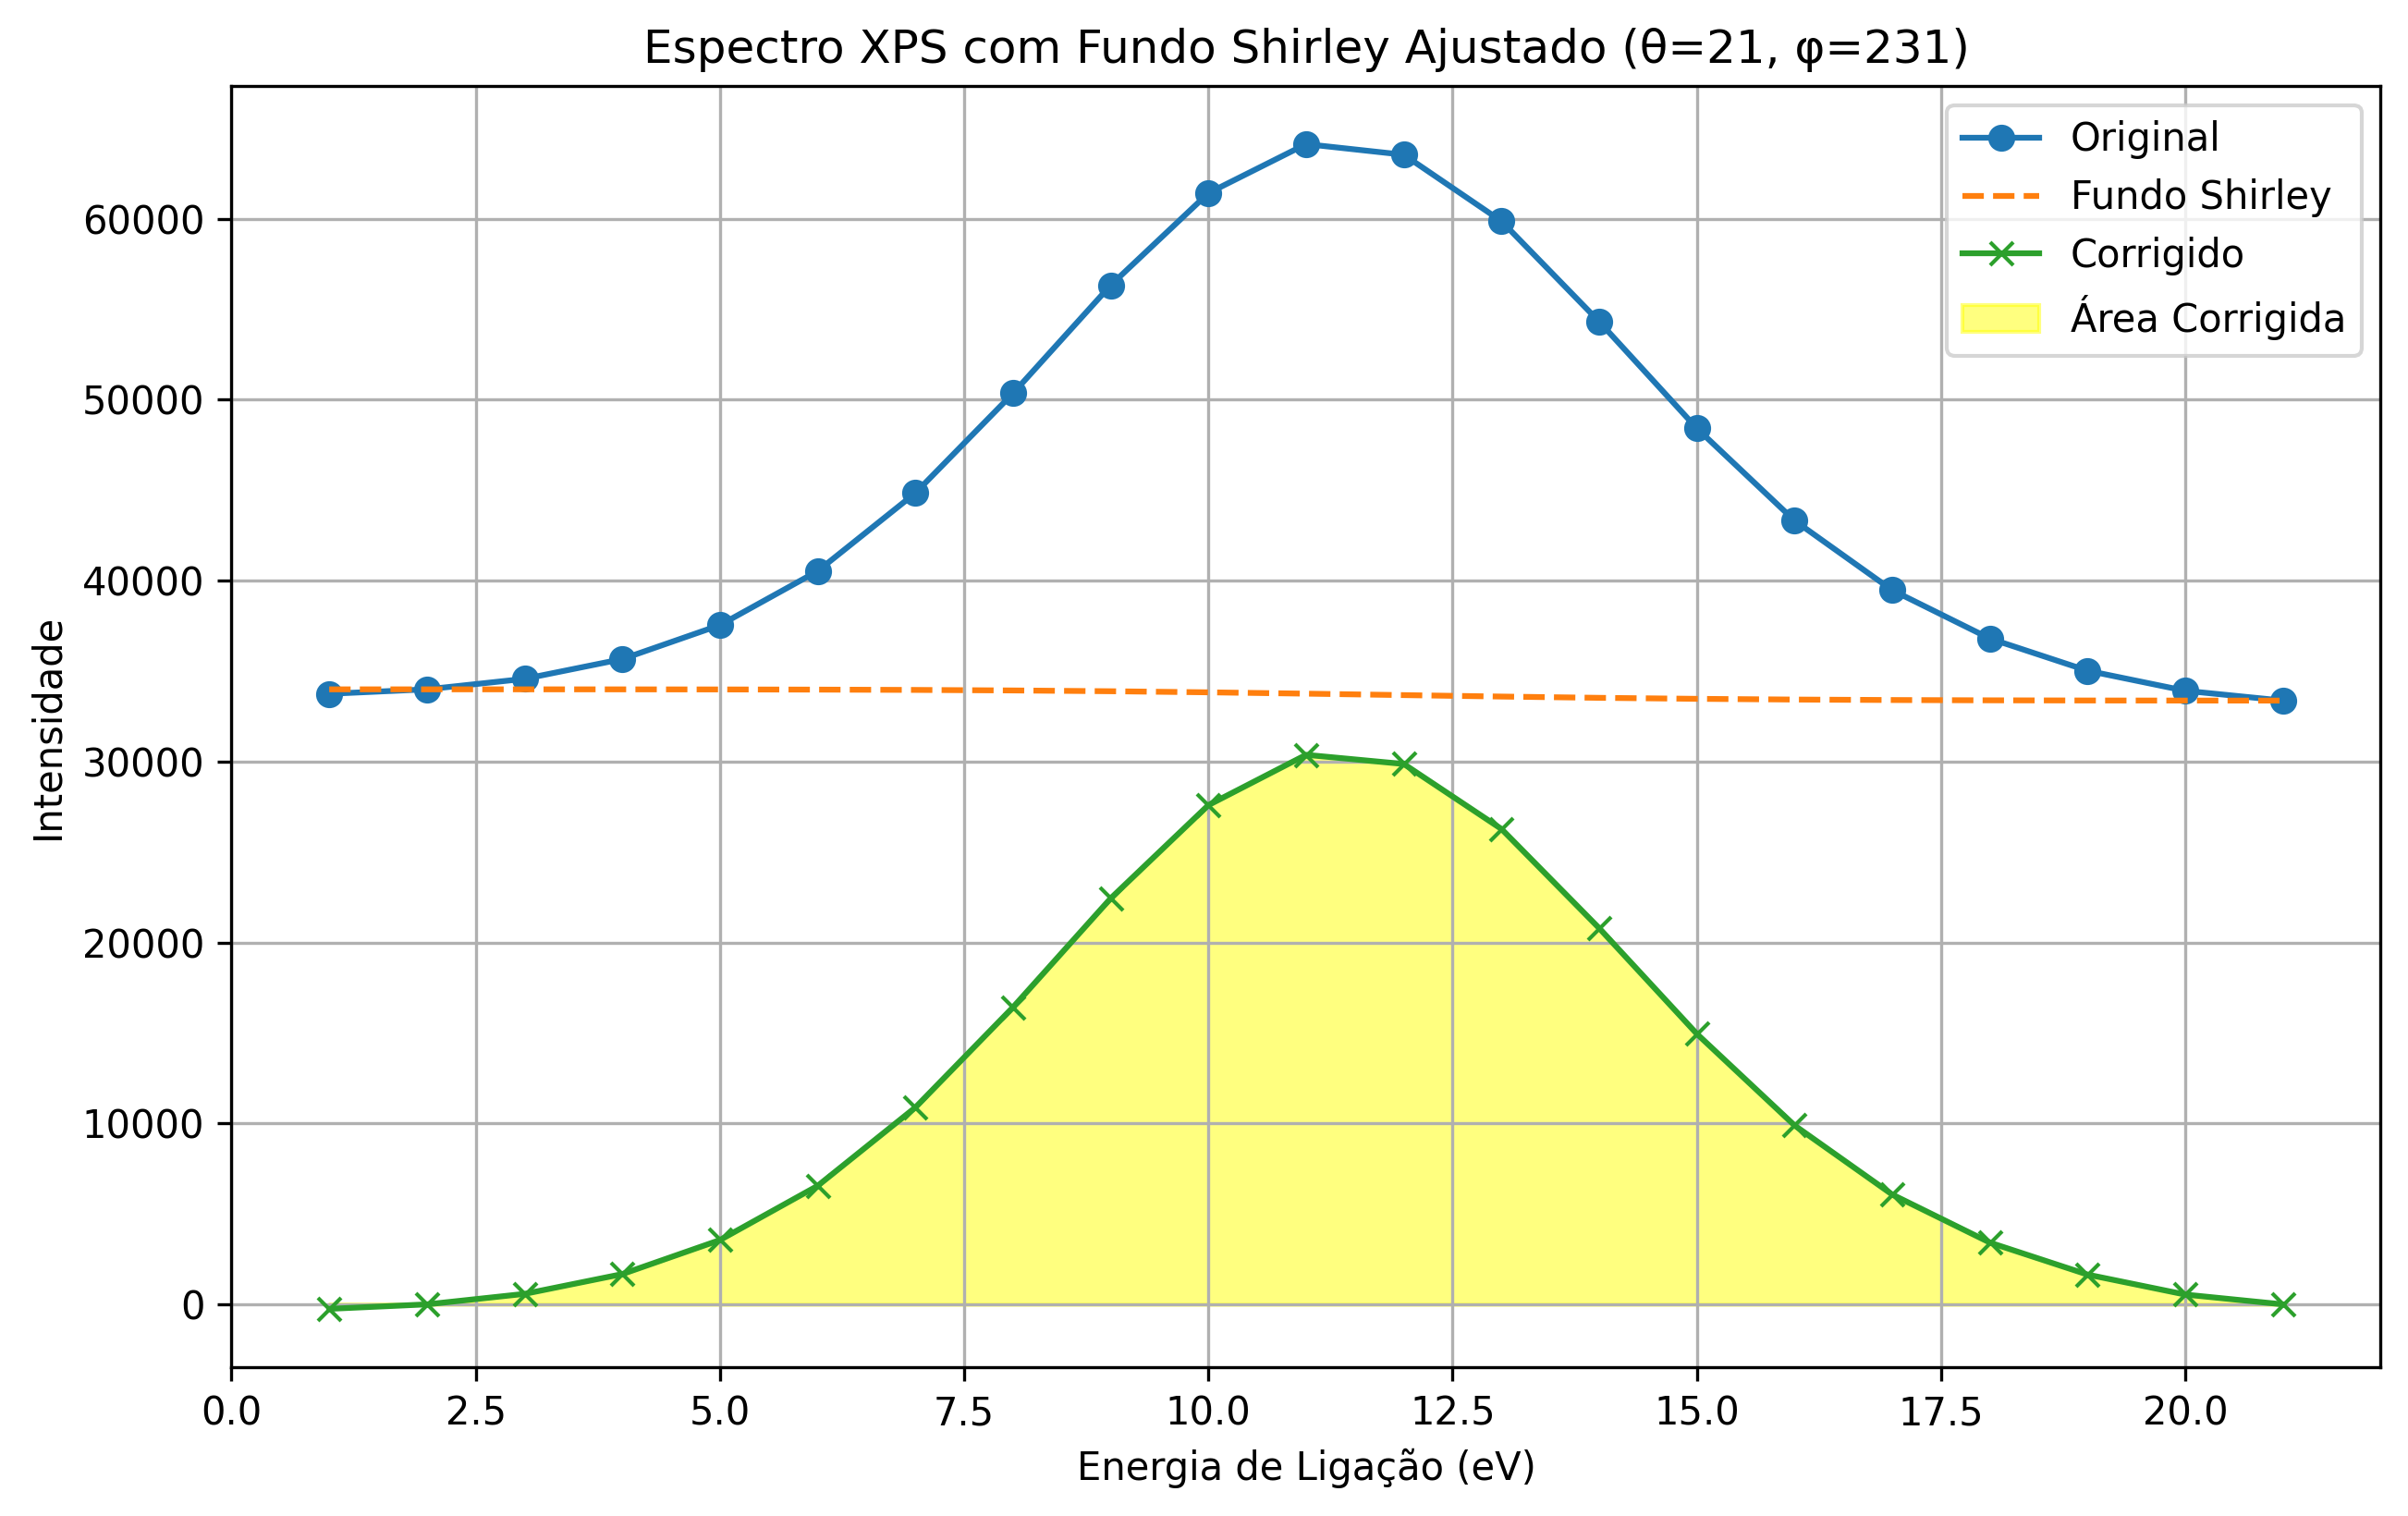 Espectro XPS com Fundo Shirley Ajustado (θ=21, φ=231)
Original
Fundo Shirley
Corrigido
Área Corrigida
Intensidade
60000
50000
40000
30000
20000
10000
0
0.0 2.5 5.0 7.5 10.0 12.5 15.0 17.5 20.0
Energia de Ligação (eV)